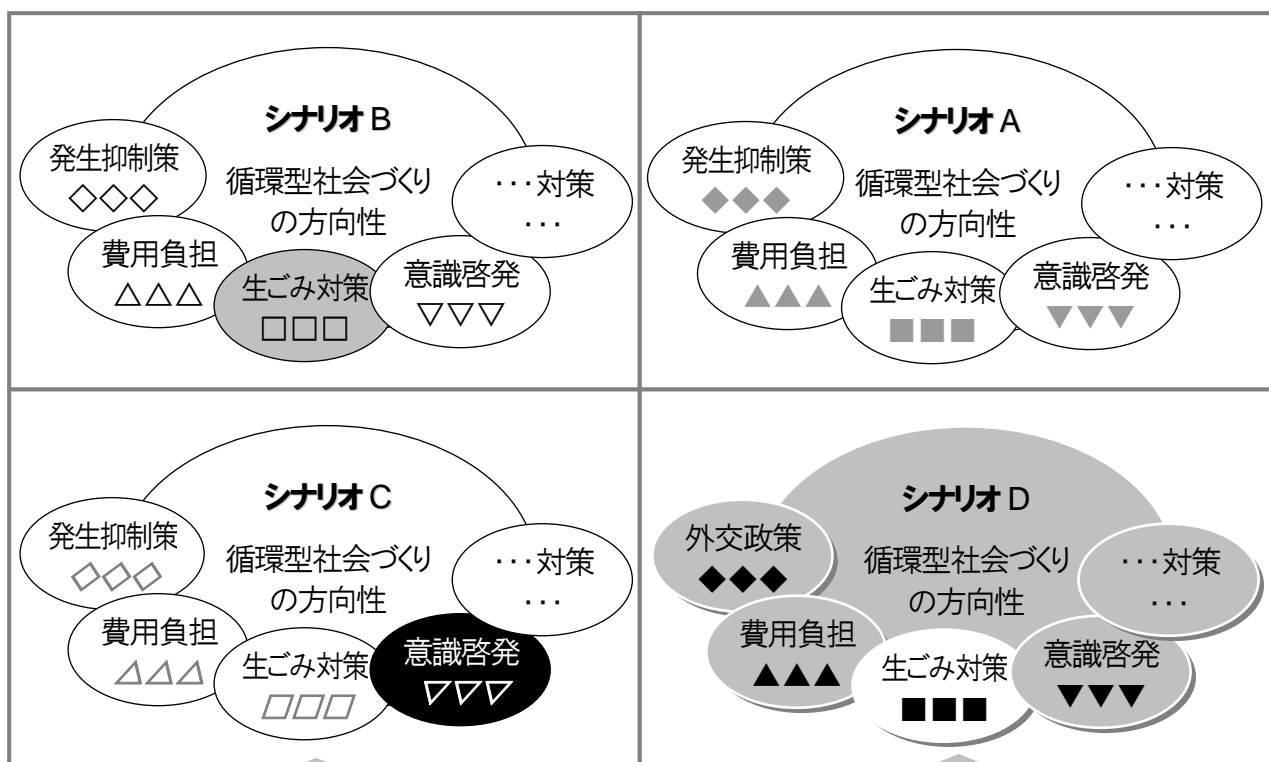 シナリオ B
循環型社会づくり
の方向性
発生抑制策
◇◇◇
費用負担
△△△
生ごみ対策
□□□
意識啓発
▽▽▽
・・・対策
・・・
シナリオ A
循環型社会づくり
の方向性
発生抑制策
◆◆◆
費用負担
▲▲▲
生ごみ対策
■■■
意識啓発
▼▼▼
・・・対策
・・・
シナリオ C
循環型社会づくり
の方向性
発生抑制策
◇◇◇
費用負担
△△△
生ごみ対策
□□□
意識啓発
▽▽▽
・・・対策
・・・
シナリオ D
循環型社会づくり
の方向性
外交政策
◆◆◆
費用負担
▲▲▲
生ごみ対策
■■■
意識啓発
▼▼▼
・・・対策
・・・